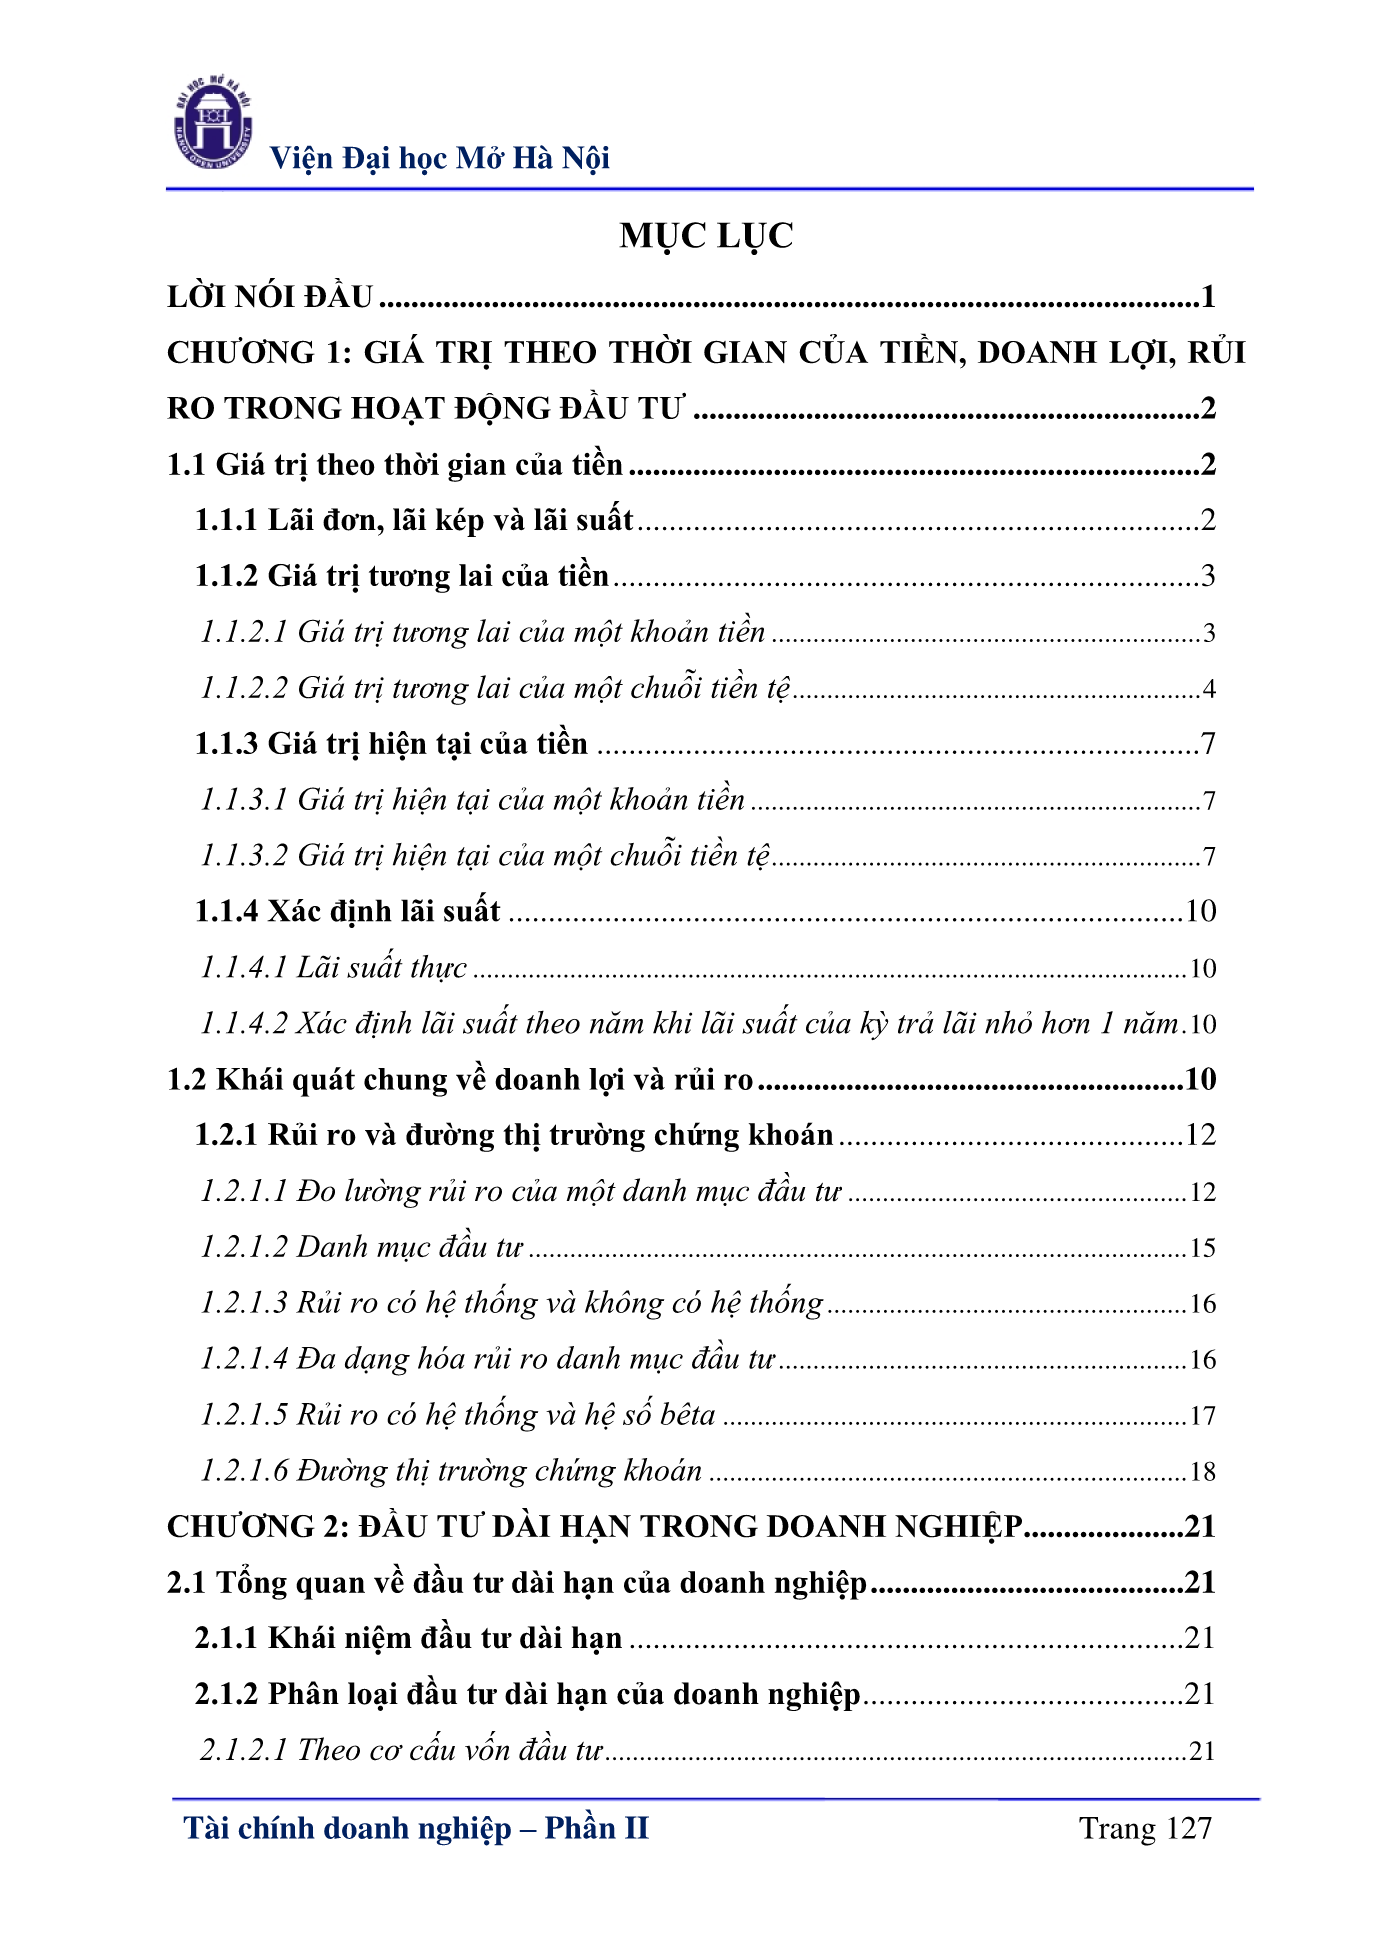 ĐẠI HỌC MỞ HÀ NỘI
HANOI OPEN UNIVERSITY
Viện Đại học Mở Hà Nội
MỤC LỤC
LỜI NÓI ĐẦU.....1
CHƯƠNG 1: GIÁ TRỊ THEO THỜI GIAN CỦA TIỀN, DOANH LỢI, RỦI
RO TRONG HOẠT ĐỘNG ĐẦU TƯ.....2
1.1 Giá trị theo thời gian của tiền.....2
1.1.1 Lãi đơn, lãi kép và lãi suất.....2
1.1.2 Giá trị tương lai của tiền.....3
1.1.2.1 Giá trị tương lai của một khoản tiền.....3
1.1.2.2 Giá trị tương lai của một chuỗi tiền tệ.....4
1.1.3 Giá trị hiện tại của tiền.....7
1.1.3.1 Giá trị hiện tại của một khoản tiền.....7
1.1.3.2 Giá trị hiện tại của một chuỗi tiền tệ.....7
1.1.4 Xác định lãi suất.....10
1.1.4.1 Lãi suất thực.....10
1.1.4.2 Xác định lãi suất theo năm khi lãi suất của kỳ trả lãi nhỏ hơn 1 năm.10
1.2 Khái quát chung về doanh lợi và rủi ro.....10
1.2.1 Rủi ro và đường thị trường chứng khoán.....12
1.2.1.1 Đo lường rủi ro của một danh mục đầu tư.....12
1.2.1.2 Danh mục đầu tư.....15
1.2.1.3 Rủi ro có hệ thống và không có hệ thống.....16
1.2.1.4 Đa dạng hóa rủi ro danh mục đầu tư.....16
1.2.1.5 Rủi ro có hệ thống và hệ số bêta.....17
1.2.1.6 Đường thị trường chứng khoán.....18
CHƯƠNG 2: ĐẦU TƯ DÀI HẠN TRONG DOANH NGHIỆP.....21
2.1 Tổng quan về đầu tư dài hạn của doanh nghiệp.....21
2.1.1 Khái niệm đầu tư dài hạn.....21
2.1.2 Phân loại đầu tư dài hạn của doanh nghiệp.....21
2.1.2.1 Theo cơ cấu vốn đầu tư.....21
Tài chính doanh nghiệp – Phần II Trang 127